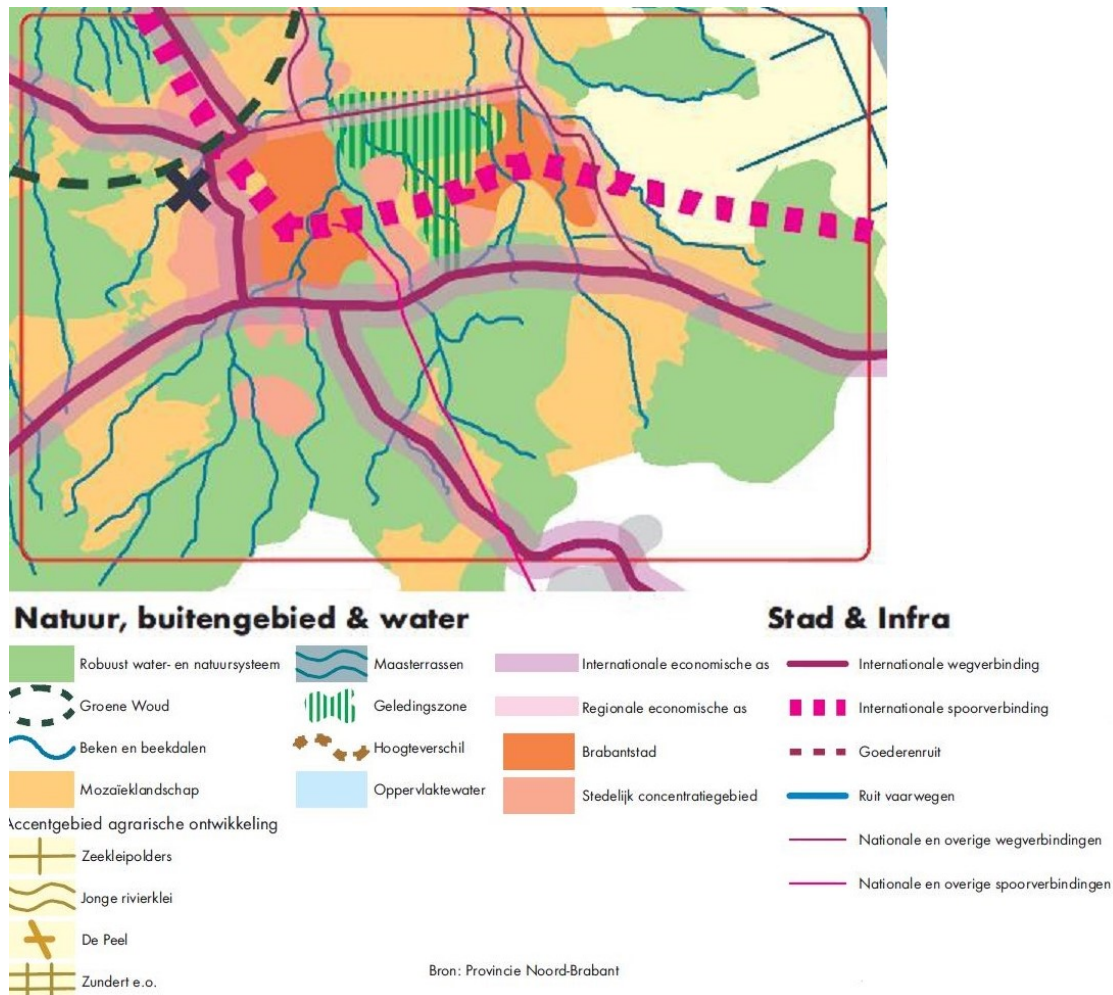 Natuur, buitengebied & water
Stad & Infra
Robuust water- en natuursysteem
Maasterrassen
Internationale economische as
Internationale wegverbinding
Groene Woud
Geledingszone
Regionale economische as
Internationale spoorverbinding
Beken en beekdalen
Hoogteverschil
Brabantstad
Goederenruit
Mozaïeklandschap
Oppervlaktewater
Stedelijk concentratiegebied
Ruit vaarwegen
Accentgebied agrarische ontwikkeling
Nationale en overige wegverbindingen
Zeekleipolders
Nationale en overige spoorverbindingen
Jonge rivierklei
De Peel
Bron: Provincie Noord-Brabant
Zundert e.o.